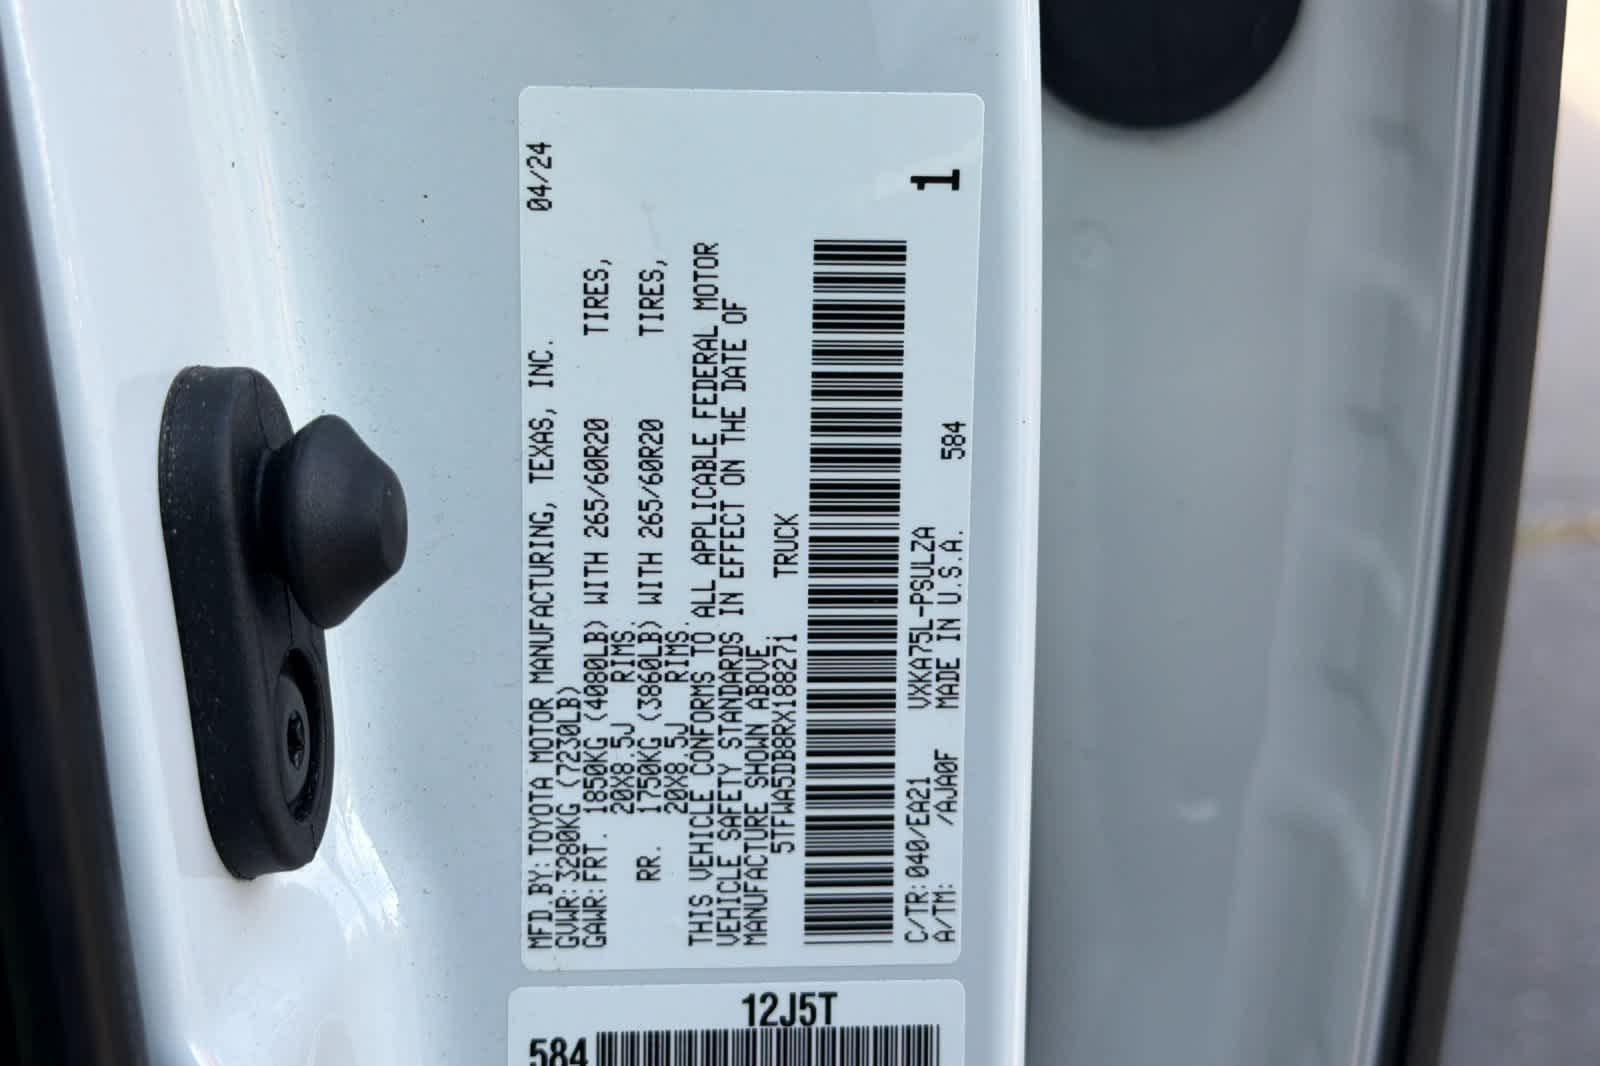 MFD.BY:TOYOTA MOTOR MANUFACTURING, TEXAS, INC. 04/24
GVWR:3280KG (7230LB)
GAWR:FRT. 1850KG (4080LB) WITH 265/60R20 TIRES,
20X8.5J RIMS.
RR. 1750KG (3860LB) WITH 265/60R20 TIRES,
20X8.5J RIMS.
THIS VEHICLE CONFORMS TO ALL APPLICABLE FEDERAL MOTOR
VEHICLE SAFETY STANDARDS IN EFFECT ON THE DATE OF
MANUFACTURE SHOWN ABOVE
5TFWA5DB8RX18827i TRUCK
C/TR:040/EA21 VXKA75L-PSULZA
A/TM: /AJA0F MADE IN U.S.A. 584
1
12J5T
584